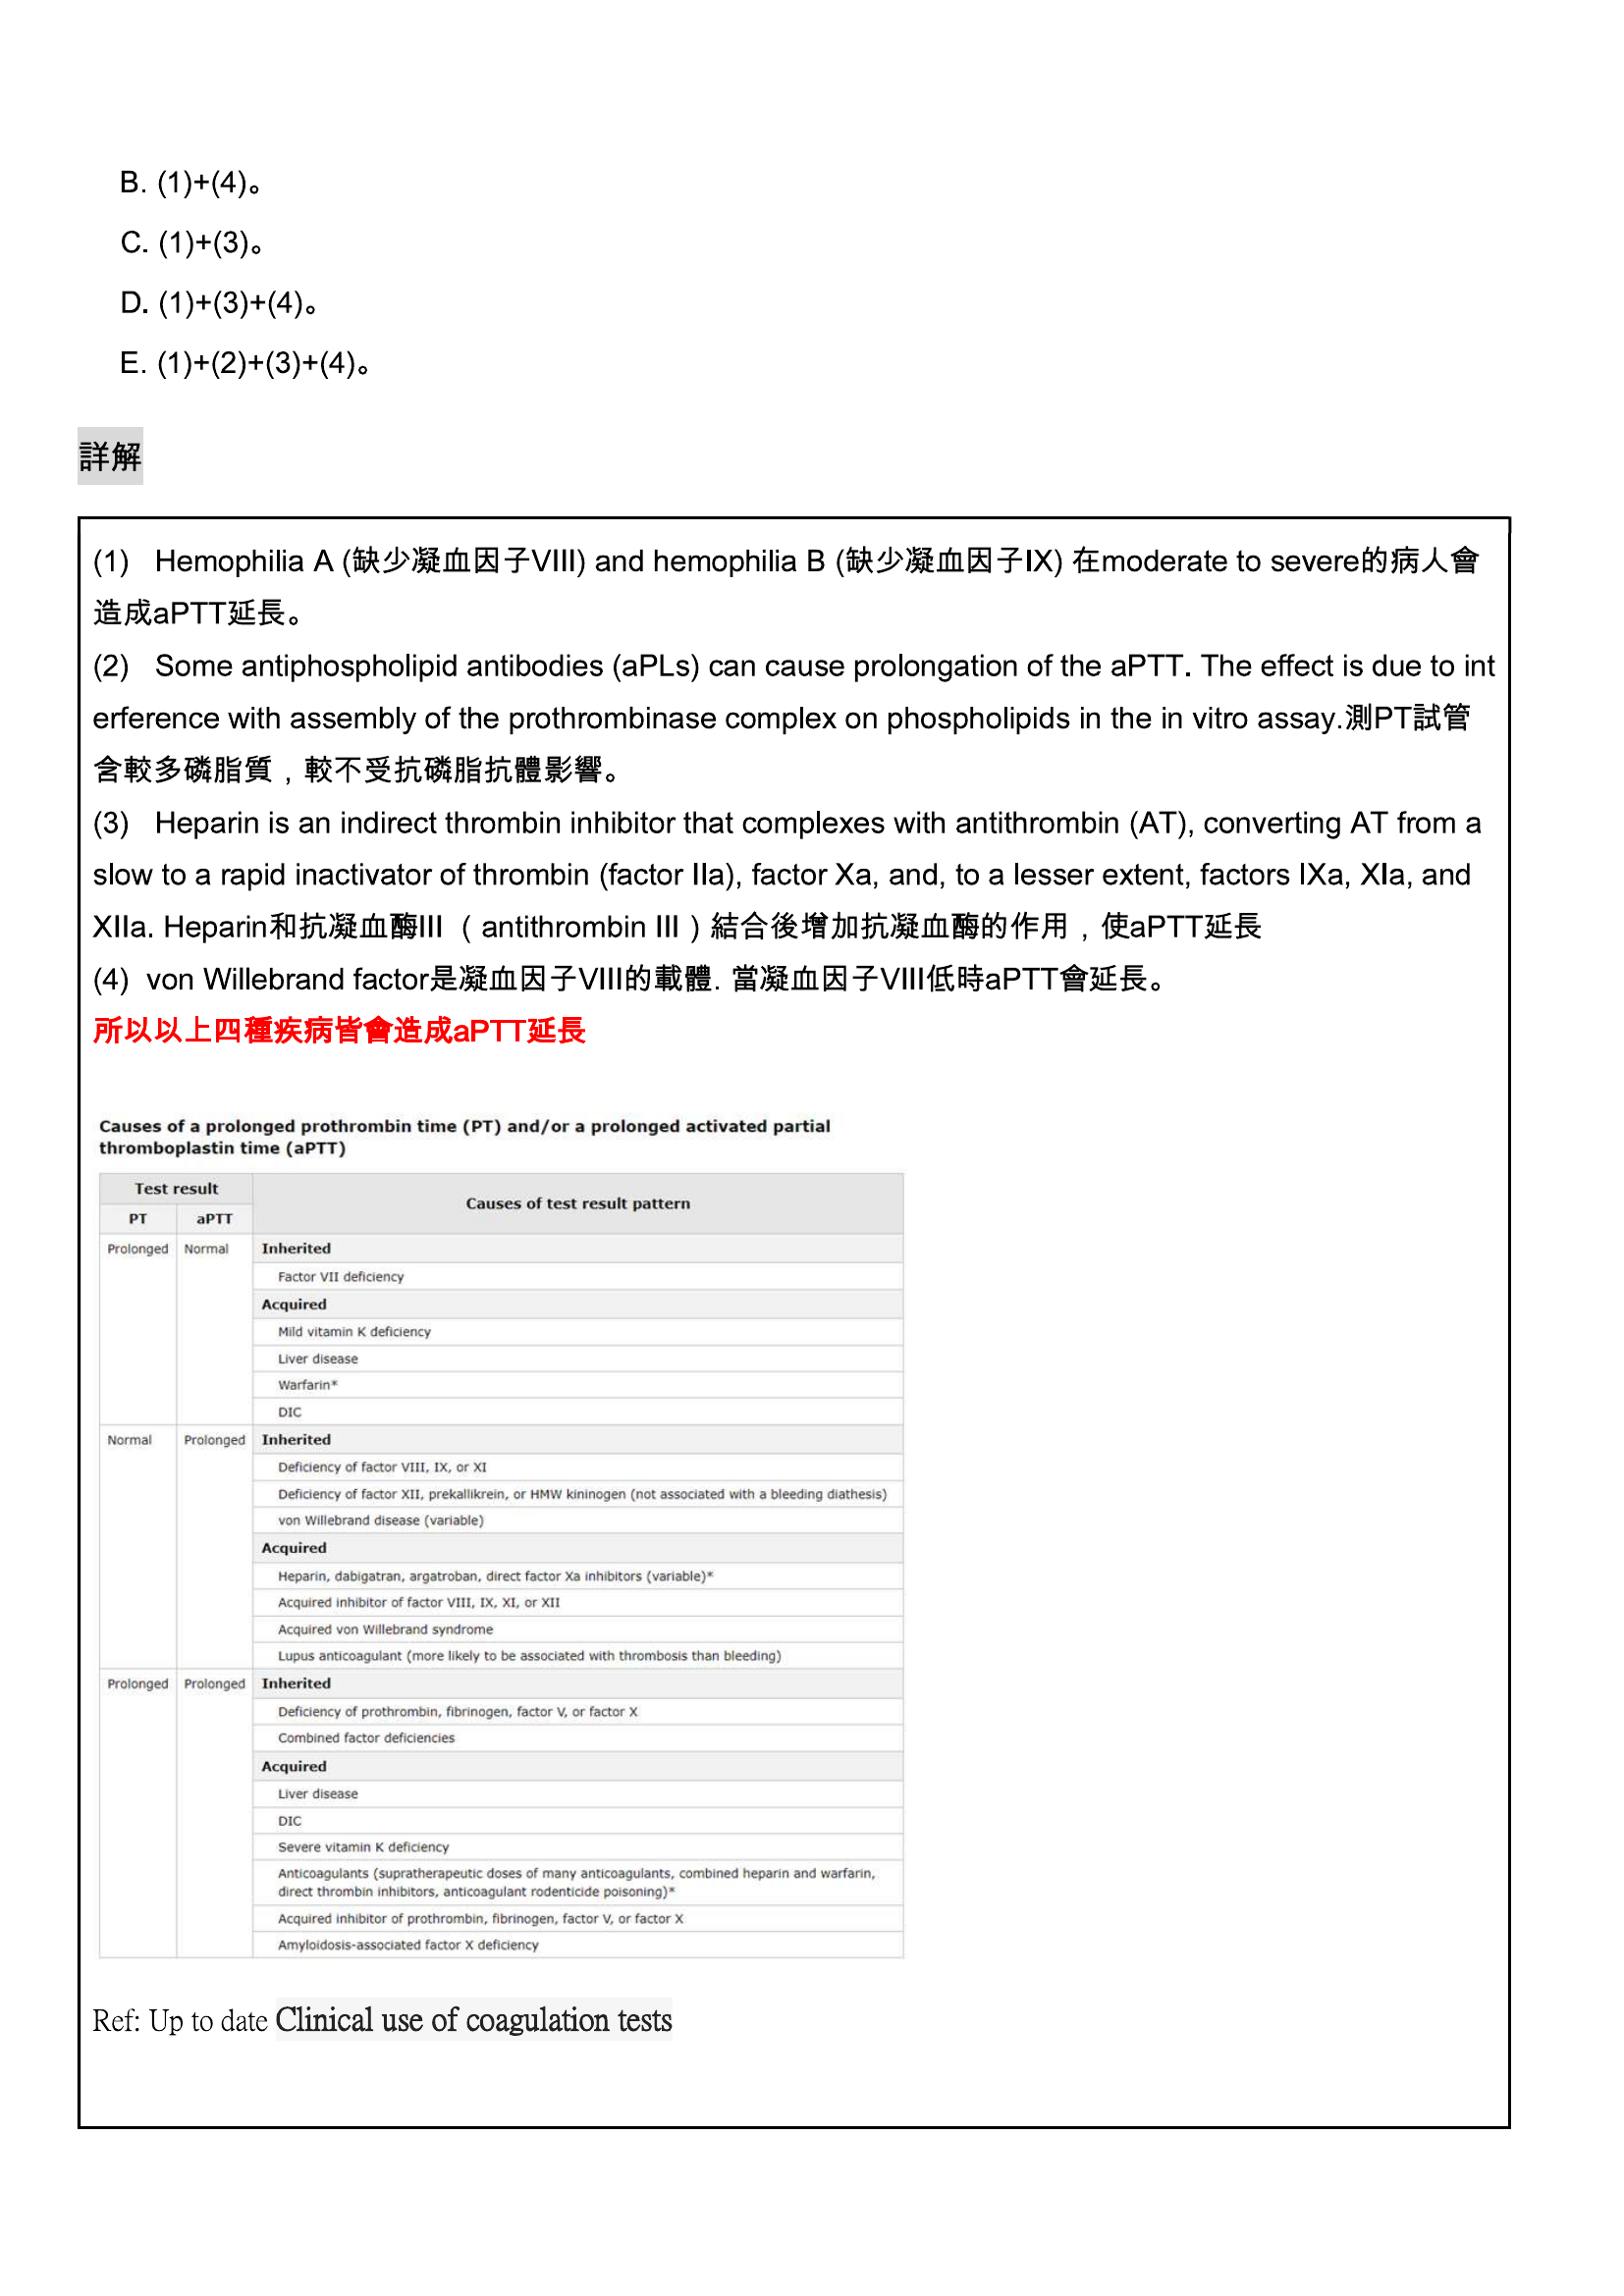 B. (1)+(4)。
C. (1)+(3)。
D. (1)+(3)+(4)。
E. (1)+(2)+(3)+(4)。
詳解
(1) Hemophilia A (缺少凝血因子VIII) and hemophilia B (缺少凝血因子IX) 在moderate to severe的病人會
造成aPTT延長。
(2) Some antiphospholipid antibodies (aPLs) can cause prolongation of the aPTT. The effect is due to int
erference with assembly of the prothrombinase complex on phospholipids in the in vitro assay.測PT試管
含較多磷脂質，較不受抗磷脂抗體影響。
(3) Heparin is an indirect thrombin inhibitor that complexes with antithrombin (AT), converting AT from a
slow to a rapid inactivator of thrombin (factor IIa), factor Xa, and, to a lesser extent, factors IXa, XIa, and
XIIa. Heparin和抗凝血酶III （antithrombin III）結合後增加抗凝血酶的作用，使aPTT延長
(4) von Willebrand factor是凝血因子VIII的載體. 當凝血因子VIII低時aPTT會延長。
所以以上四種疾病皆會造成aPTT延長
Causes of a prolonged prothrombin time (PT) and/or a prolonged activated partial
thromboplastin time (aPTT)
Test result
Causes of test result pattern
PT aPTT
Prolonged Normal Inherited
Factor VII deficiency
Acquired
Mild vitamin K deficiency
Liver disease
Warfarin*
DIC
Normal Prolonged Inherited
Deficiency of factor VIII, IX, or XI
Deficiency of factor XII, prekallikrein, or HMW kininogen (not associated with a bleeding diathesis)
von Willebrand disease (variable)
Acquired
Heparin, dabigatran, argatroban, direct factor Xa inhibitors (variable)*
Acquired inhibitor of factor VIII, IX, XI, or XII
Acquired von Willebrand syndrome
Lupus anticoagulant (more likely to be associated with thrombosis than bleeding)
Prolonged Prolonged Inherited
Deficiency of prothrombin, fibrinogen, factor V, or factor X
Combined factor deficiencies
Acquired
Liver disease
DIC
Severe vitamin K deficiency
Anticoagulants (supratherapeutic doses of many anticoagulants, combined heparin and warfarin,
direct thrombin inhibitors, anticoagulant rodenticide poisoning)*
Acquired inhibitor of prothrombin, fibrinogen, factor V, or factor X
Amyloidosis-associated factor X deficiency
Ref: Up to date Clinical use of coagulation tests